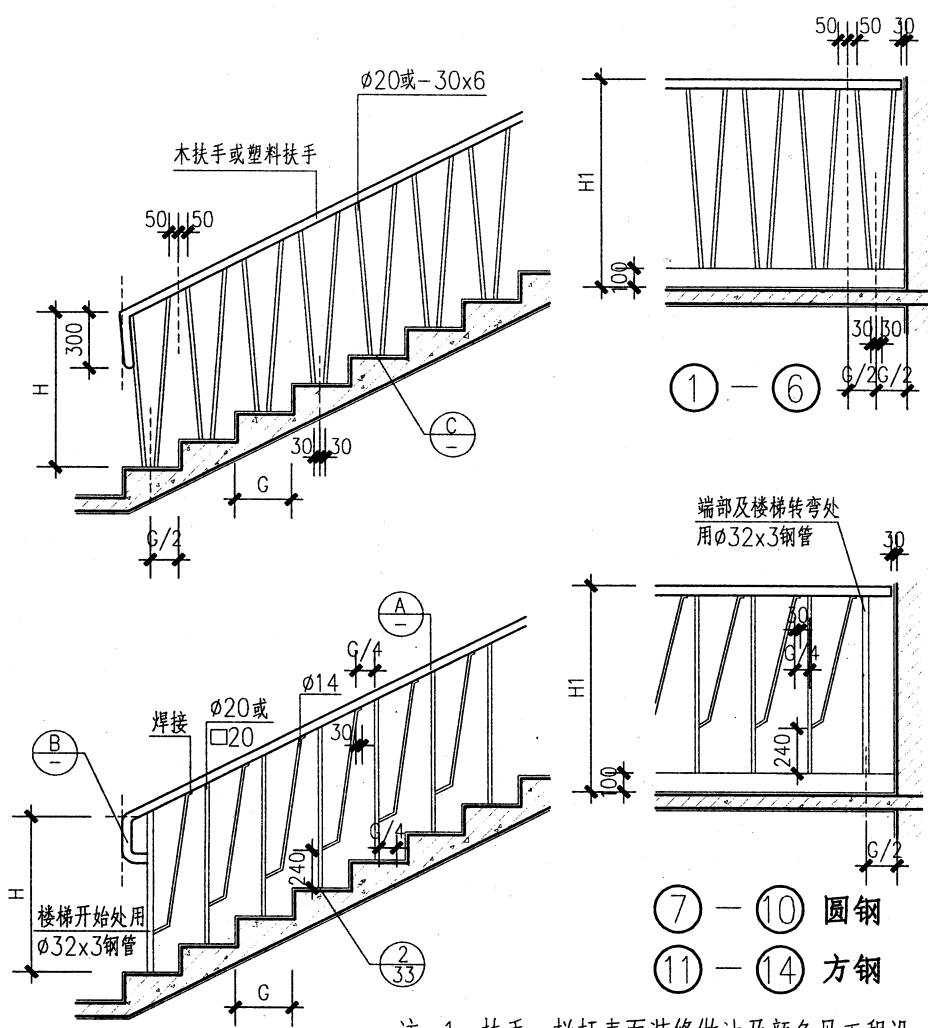 50 50 30
ø20或-30x6
木扶手或塑料扶手
50 50
H1
100
300
H
30 30
G/2 G/2
① — ⑥
C
-
30 30
G
G/2
端部及楼梯转弯处
用ø32x3钢管
30
A
-
G/4
30
G/4
H1
ø14
ø20或
□20
焊接
30
B
-
240
100
G/4
240
H
G/2
楼梯开始处用
ø32x3钢管
2
33
G
⑦ — ⑩ 圆钢
⑪ — ⑭ 方钢